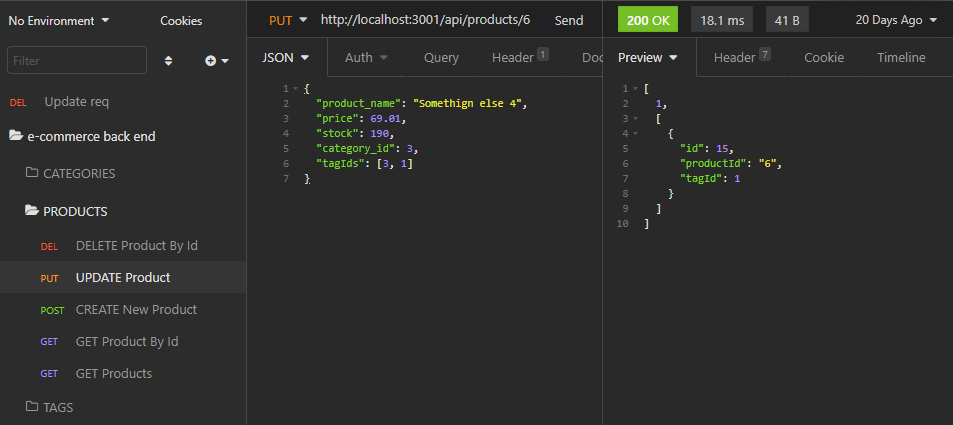 No Environment
Cookies
Filter
DEL Update req
e-commerce back end
CATEGORIES
PRODUCTS
DEL DELETE Product By Id
PUT UPDATE Product
POST CREATE New Product
GET GET Product By Id
GET GET Products
TAGS
PUT http://localhost:3001/api/products/6 Send
JSON Auth Query Header 1 Doc
1 {
2 "product_name": "Somethign else 4",
3 "price": 69.01,
4 "stock": 190,
5 "category_id": 3,
6 "tagIds": [3, 1]
7 }
200 OK 18.1 ms 41 B 20 Days Ago
Preview Header 7 Cookie Timeline
1 [
2 1,
3 [
4 {
5 "id": 15,
6 "productId": "6",
7 "tagId": 1
8 }
9 ]
10 ]